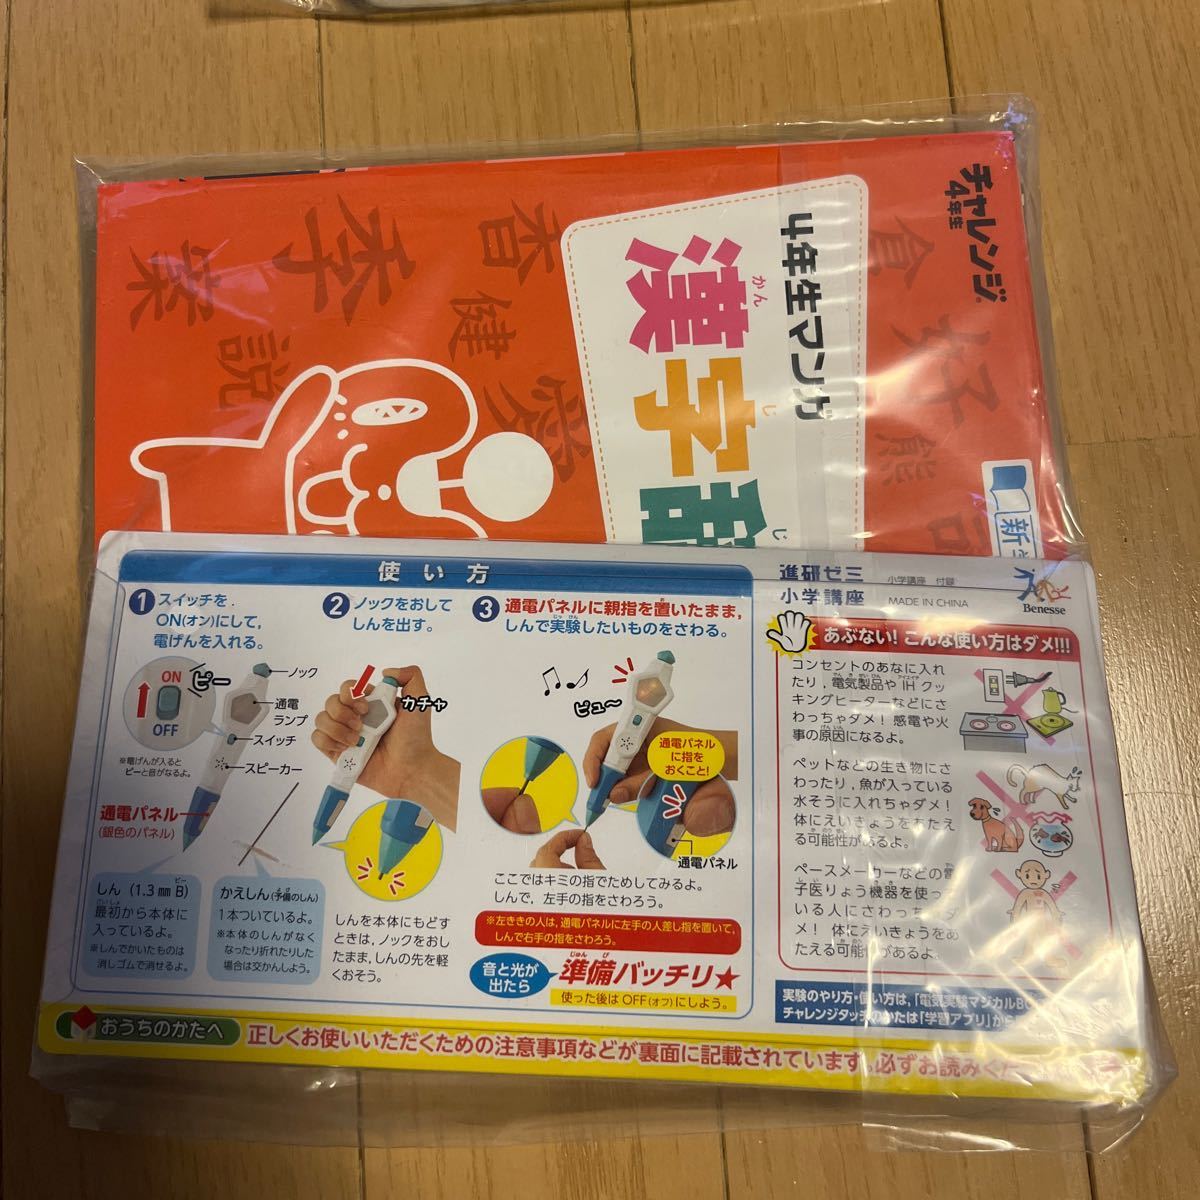 チャレンジ
4年生
4年生マンガ
かん じ じ
漢字
食 好 熊 司
香 健 愛
季 説
菜
新
使い方
1 スイッチを
ON(オン)にして,
電げんを入れる。
ON
OFF
ピー
※電げんが入ると
ピーと音がなるよ。
ノック
通電
ランプ
スイッチ
スピーカー
通電パネル
(銀色のパネル)
しん (1.3mmB)
最初から本体に
入っているよ。
※しんでかいたものは
消しゴムで消せるよ。
かえしん(予備のしん)
1本ついているよ。
※本体のしんがなく
なったり折れたりした
場合は交かんしよう。
2 ノックをおして
しんを出す。
カチャ
しんを本体にもどす
ときは,ノックをおし
たまま,しんの先を軽
くおそう。
3 通電パネルに親指を置いたまま,
しんで実験したいものをさわる。
ピュ〜
通電パネル
に指を
おくこと!
通電パネル
ここではキミの指でためしてみるよ。
しんで,左手の指をさわろう。
※左ききの人は,通電パネルに左手の人差し指を置いて,
しんで右手の指をさわろう。
音と光が
出たら
準備バッチリ★
使った後はOFF(オフ)にしよう。
進研ゼミ
小学講座
小学講座 付録
MADE IN CHINA
Benesse
あぶない! こんな使い方はダメ!!!
コンセントのあなに入れ
たり,電気製品やIHクッ
キングヒーターなどにさ
わっちゃダメ! 感電や火
事の原因になるよ。
ペットなどの生き物にさ
わったり,魚が入っている
水そうに入れちゃダメ!
体にえいきょうをあたえ
る可能性があるよ。
ペースメーカーなどの電
子医りょう機器を使って
いる人にさわっちゃダ
メ! 体にえいきょうをあ
たえる可能性があるよ。
実験のやり方・使い方は,「電気実験マジカルBO
チャレンジタッチのかたは「学習アプリ」から
おうちのかたへ 正しくお使いいただくための注意事項などが裏面に記載されています。必ずお読みくだ